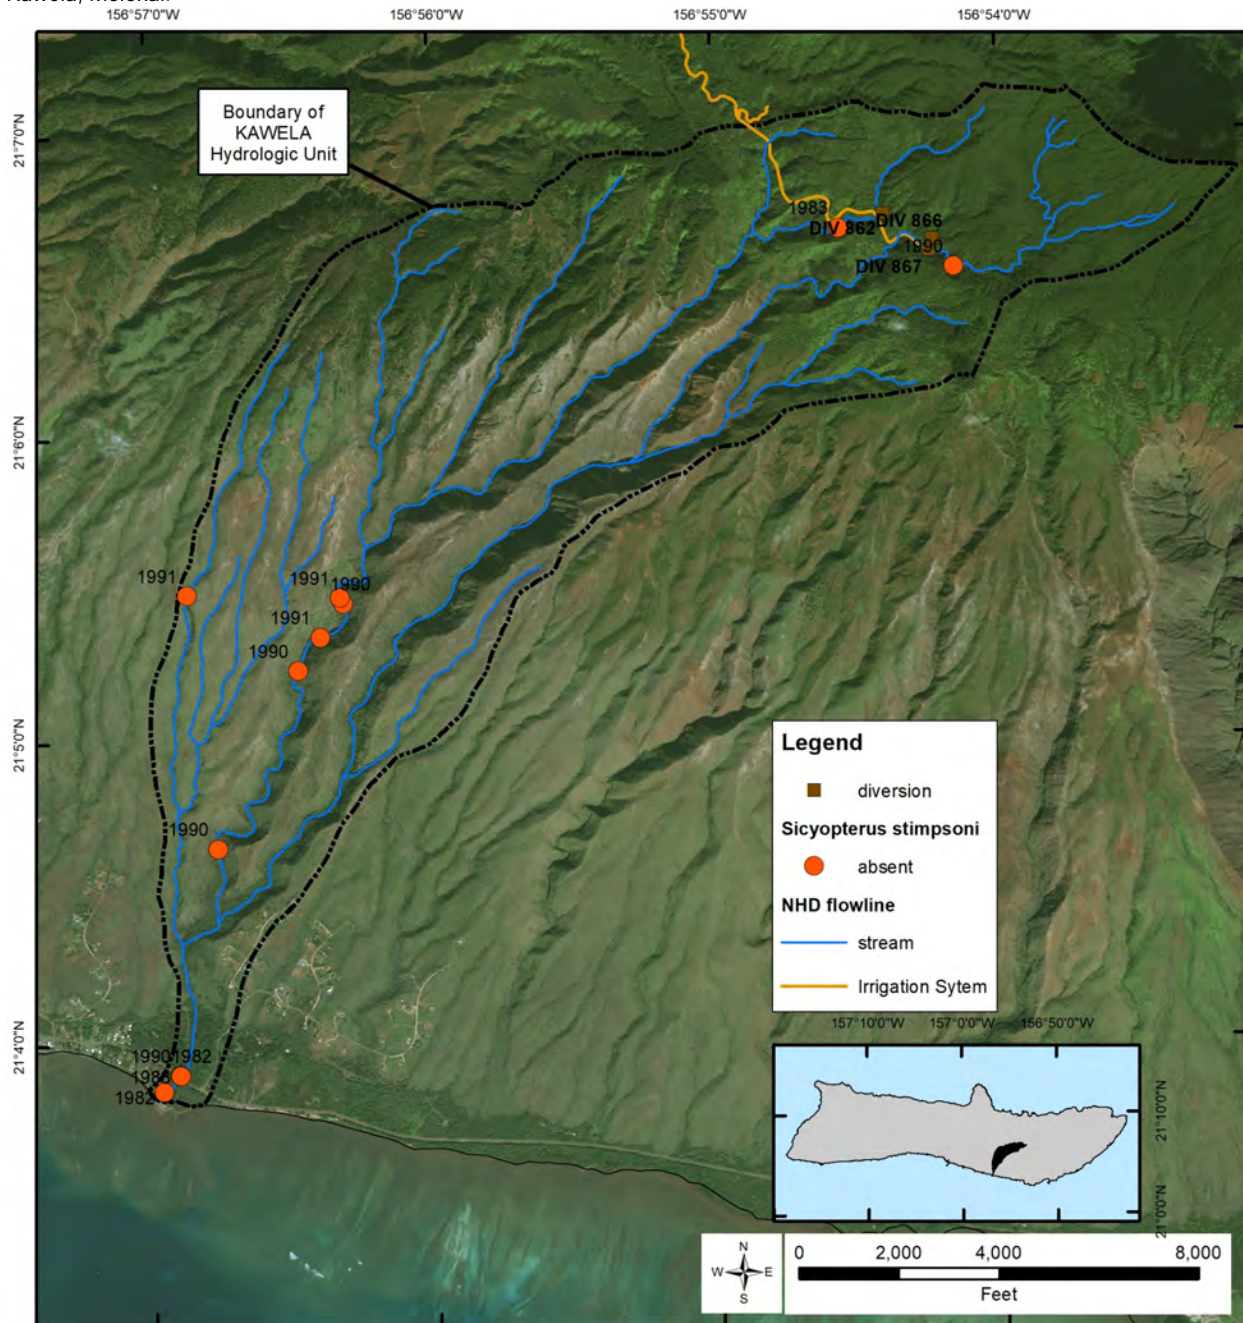 156°57'0"W
156°56'0"W
156°55'0"W
156°54'0"W
21°7'0"N
21°6'0"N
21°5'0"N
21°4'0"N
Boundary of
KAWELA
Hydrologic Unit
1983
DIV 862
DIV 866
1990
DIV 867
1991
1991
1990
1991
1990
1990
1990
1982
1982
Legend
diversion
Sicyopterus stimpsoni
absent
NHD flowline
stream
Irrigation Sytem
157°10'0"W
157°0'0"W
156°50'0"W
21°10'0"N
21°0'0"N
N
W
E
S
0
2,000
4,000
8,000
Feet